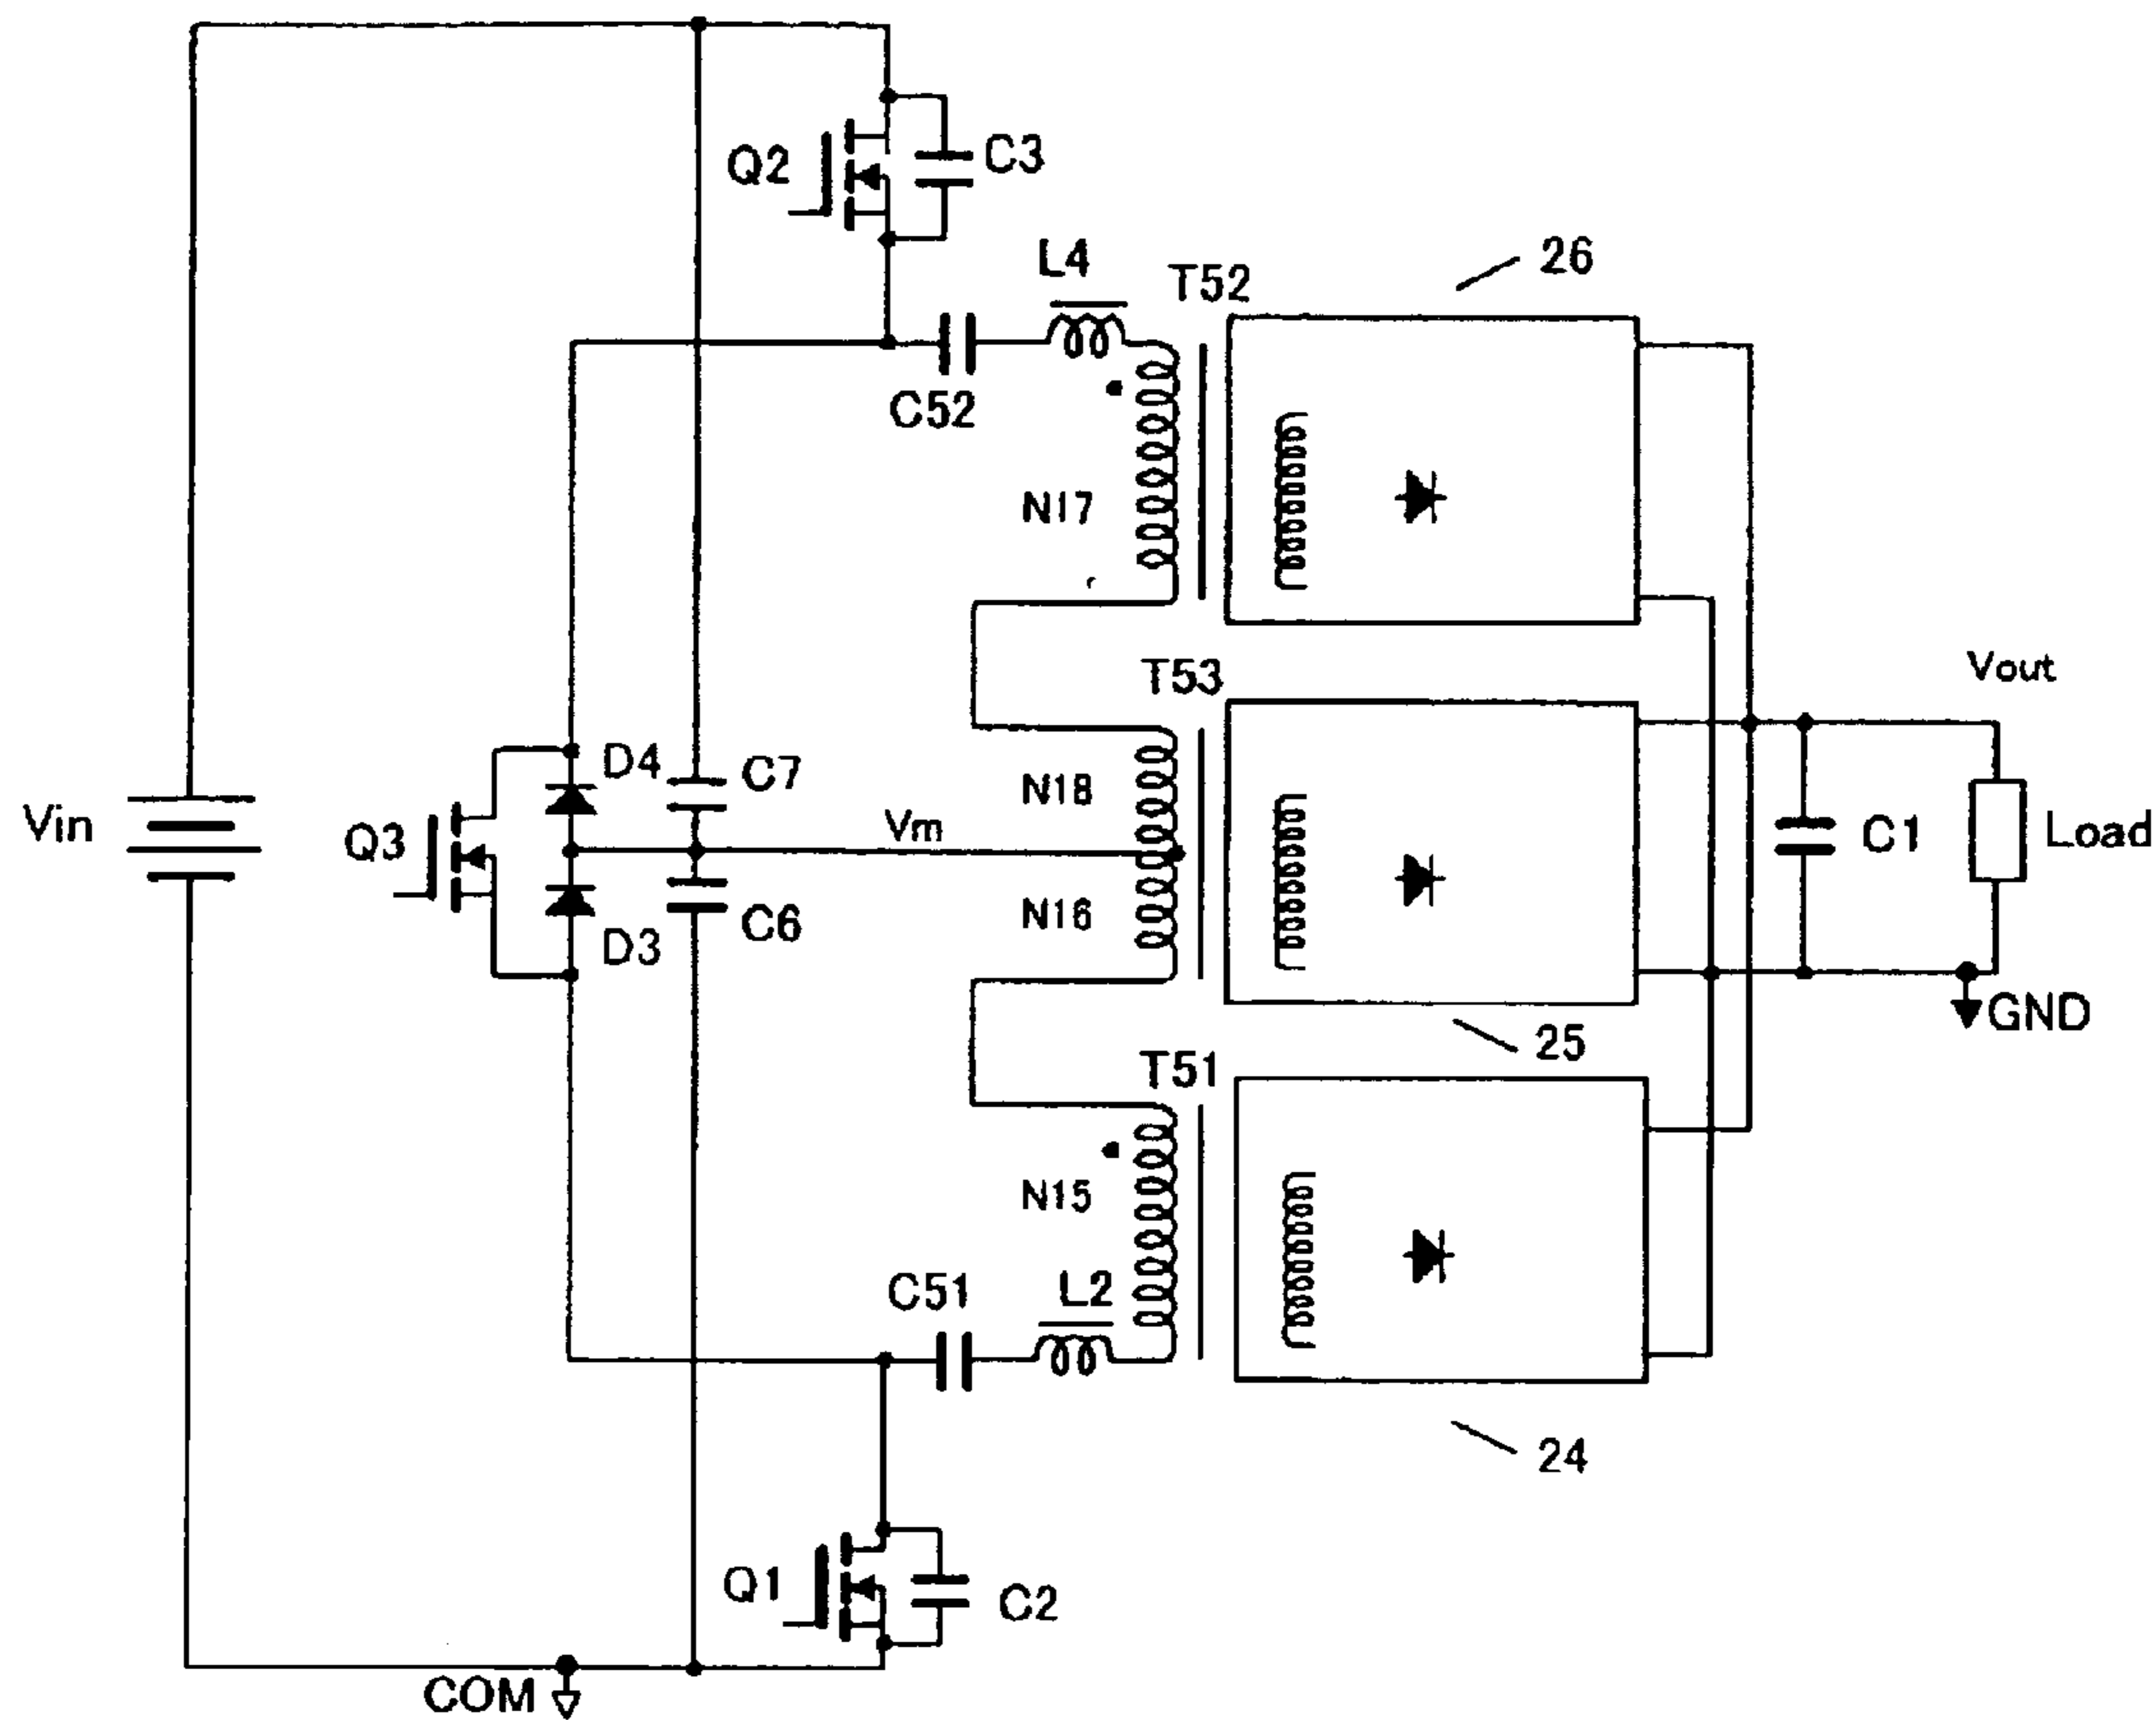 Q2
C3
L4
T52
26
C52
N17
T53
Vout
D4
C7
N18
Vin
Q3
Vm
C1
Load
D3
C6
N16
GND
25
T51
N15
C51
L2
24
Q1
C2
COM